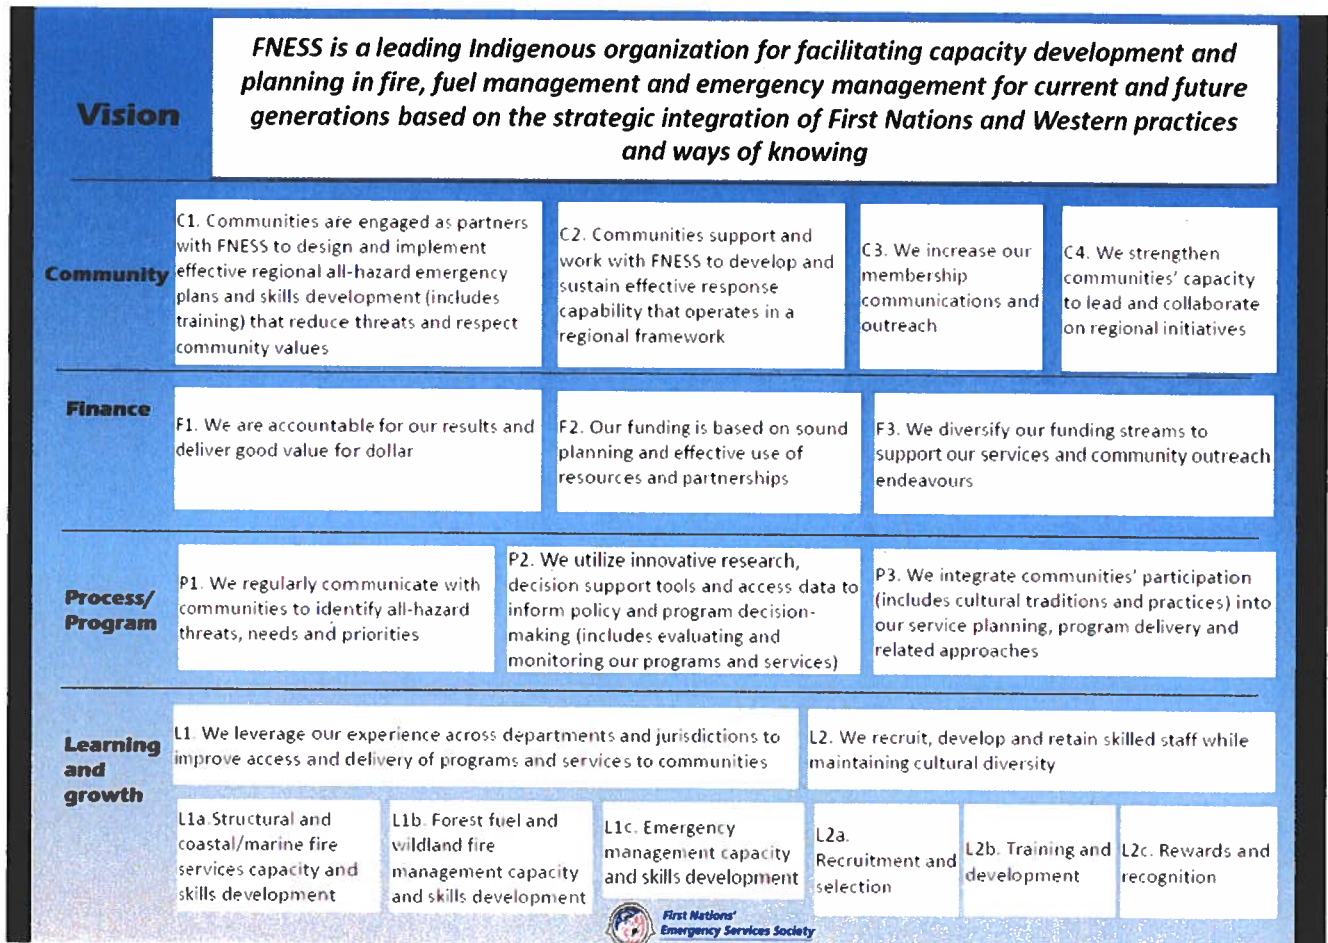 FNESS is a leading Indigenous organization for facilitating capacity development and
planning in fire, fuel management and emergency management for current and future
generations based on the strategic integration of First Nations and Western practices
and ways of knowing
Vision
C1. Communities are engaged as partners
with FNESS to design and implement
effective regional all-hazard emergency
plans and skills development (includes
training) that reduce threats and respect
community values
C2. Communities support and
work with FNESS to develop and
sustain effective response
capability that operates in a
regional framework
C3. We increase our
membership
communications and
outreach
C4. We strengthen
communities' capacity
to lead and collaborate
on regional initiatives
Community
Finance
F1. We are accountable for our results and
deliver good value for dollar
F2. Our funding is based on sound
planning and effective use of
resources and partnerships
F3. We diversify our funding streams to
support our services and community outreach
endeavours
Process/
Program
P1. We regularly communicate with
communities to identify all-hazard
threats, needs and priorities
P2. We utilize innovative research,
decision support tools and access data to
inform policy and program decision-
making (includes evaluating and
monitoring our programs and services)
P3. We integrate communities' participation
(includes cultural traditions and practices) into
our service planning, program delivery and
related approaches
Learning
and
growth
L1. We leverage our experience across departments and jurisdictions to
improve access and delivery of programs and services to communities
L2. We recruit, develop and retain skilled staff while
maintaining cultural diversity
L1a.Structural and
coastal/marine fire
services capacity and
skills development
L1b. Forest fuel and
wildland fire
management capacity
and skills development
L1c. Emergency
management capacity
and skills development
L2a.
Recruitment and
selection
L2b. Training and
development
L2c. Rewards and
recognition
First Nations'
Emergency Services Society